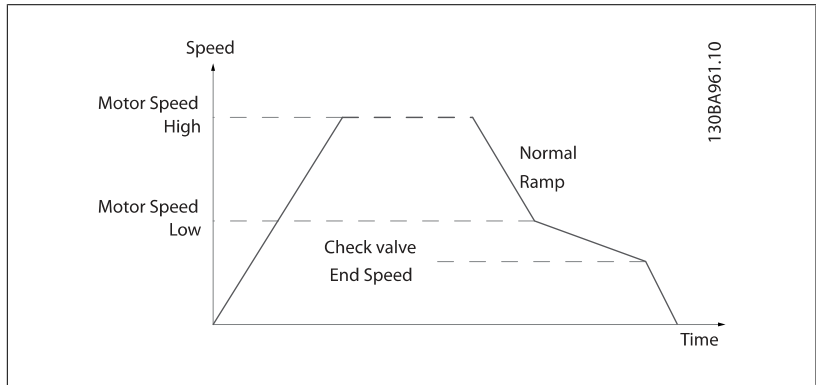 Speed
130BA961.10
Motor Speed
High
Normal
Ramp
Motor Speed
Low
Check valve
End Speed
Time